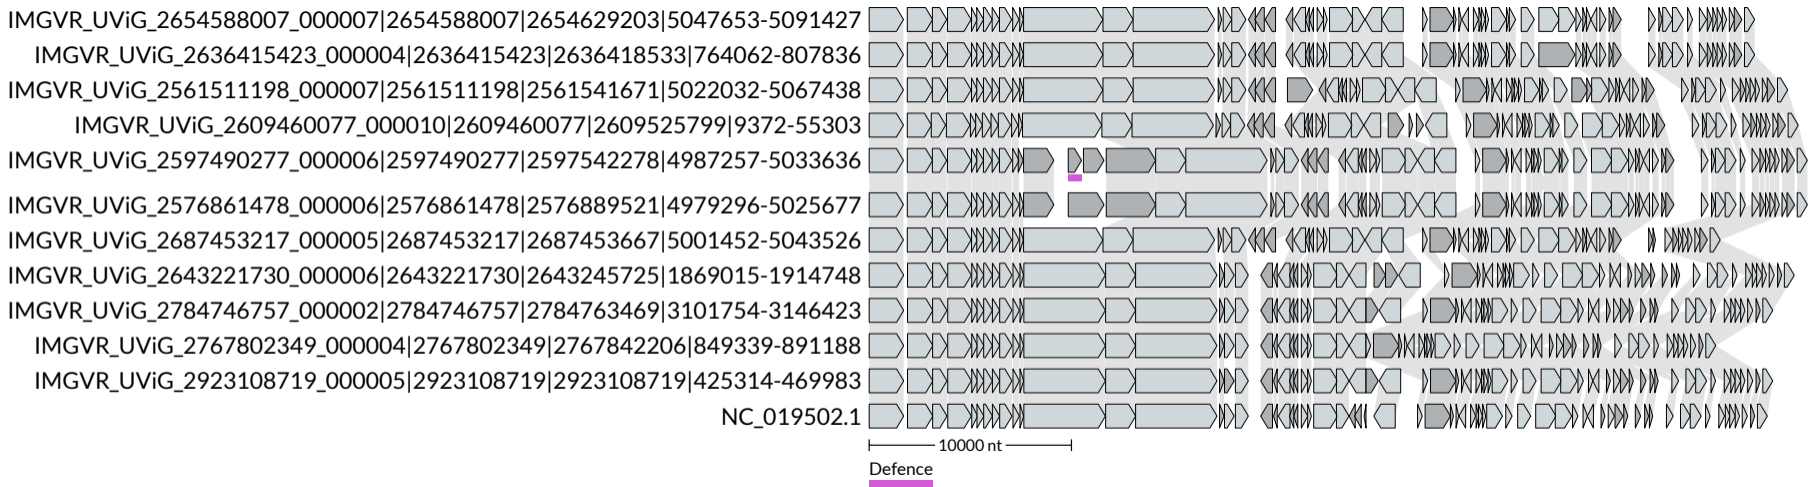 IMGVR_UViG_2654588007_000007|2654588007|2654629203|5047653-5091427
IMGVR_UViG_2636415423_000004|2636415423|2636418533|764062-807836
IMGVR_UViG_2561511198_000007|2561511198|2561541671|5022032-5067438
IMGVR_UViG_2609460077_000010|2609460077|2609525799|9372-55303
IMGVR_UViG_2597490277_000006|2597490277|2597542278|4987257-5033636
IMGVR_UViG_2576861478_000006|2576861478|2576889521|4979296-5025677
IMGVR_UViG_2687453217_000005|2687453217|2687453667|5001452-5043526
IMGVR_UViG_2643221730_000006|2643221730|2643245725|1869015-1914748
IMGVR_UViG_2784746757_000002|2784746757|2784763469|3101754-3146423
IMGVR_UViG_2767802349_000004|2767802349|2767842206|849339-891188
IMGVR_UViG_2923108719_000005|2923108719|2923108719|425314-469983
NC_019502.1
10000 nt
Defence